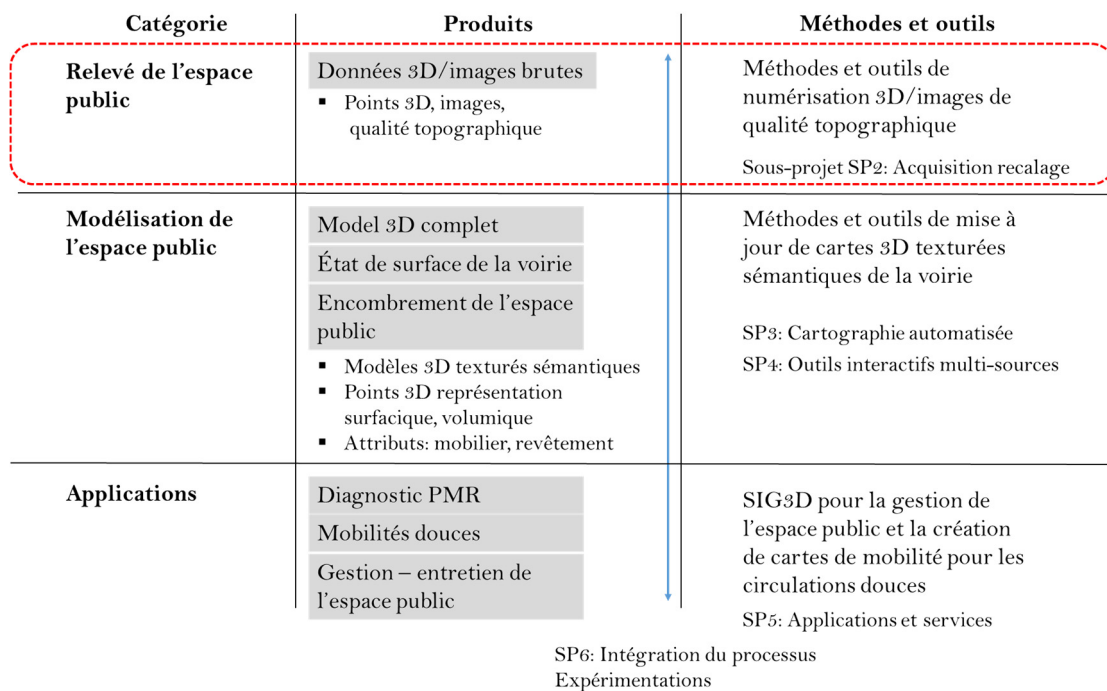 Catégorie
Produits
Méthodes et outils
Relevé de l'espace
public
Données 3D/images brutes
▪ Points 3D, images,
qualité topographique
Méthodes et outils de
numérisation 3D/images de
qualité topographique
Sous-projet SP2: Acquisition recalage
Modélisation de
l'espace public
Model 3D complet
État de surface de la voirie
Encombrement de l'espace
public
▪ Modèles 3D texturés sémantiques
▪ Points 3D représentation
surfacique, volumique
▪ Attributs: mobilier, revêtement
Méthodes et outils de mise à
jour de cartes 3D texturées
sémantiques de la voirie
SP3: Cartographie automatisée
SP4: Outils interactifs multi-sources
Applications
Diagnostic PMR
Mobilités douces
Gestion – entretien de
l'espace public
SIG3D pour la gestion de
l'espace public et la création
de cartes de mobilité pour les
circulations douces
SP5: Applications et services
SP6: Intégration du processus
Expérimentations